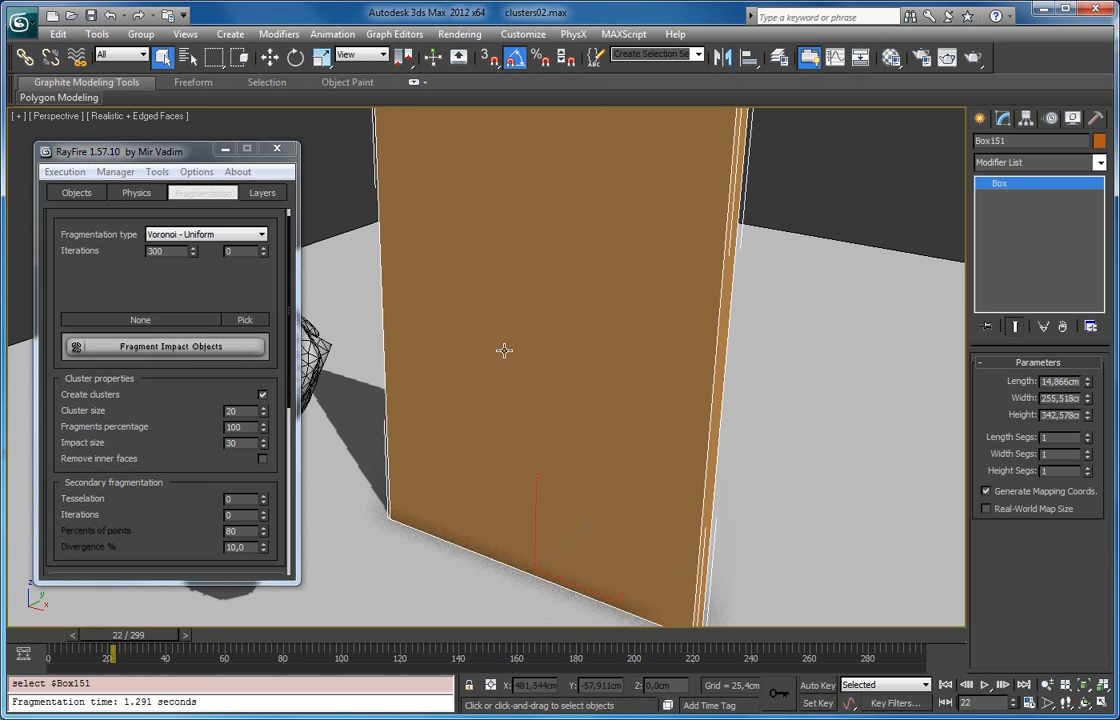 Autodesk 3ds Max 2012 x64 clusters02.max
Type a keyword or phrase
Edit Tools Group Views Create Modifiers Animation Graph Editors Rendering Customize PhysX MAXScript Help
All View 3 Create Selection Se
Graphite Modeling Tools Freeform Selection Object Paint
Polygon Modeling
[ + ] [ Perspective ] [ Realistic + Edged Faces ]
RayFire 1.57.10 by Mir Vadim
Execution Manager Tools Options About
Objects Physics Fragmentation Layers
Fragmentation type Voronoi - Uniform
Iterations 300 0
None Pick
Fragment Impact Objects
Cluster properties
Create clusters
Cluster size 20
Fragments percentage 100
Impact size 30
Remove inner faces
Secondary fragmentation
Tesselation 0
Iterations 0
Percents of points 80
Divergence % 10,0
z
y
x
Box151
Modifier List
Box
- Parameters
Length: 14,866cm
Width: 255,518cr
Height: 342,578cr
Length Segs: 1
Width Segs: 1
Height Segs: 1
Generate Mapping Coords.
Real-World Map Size
< 22 / 299 >
0 20 40 60 80 100 120 140 160 180 200 220 240 260 280
select $Box151
Fragmentation time: 1.291 seconds
X: 481,544cm Y: -57,911cm Z: 0,0cm Grid = 25,4cm
Click or click-and-drag to select objects Add Time Tag
Auto Key Selected
Set Key Key Filters... 22